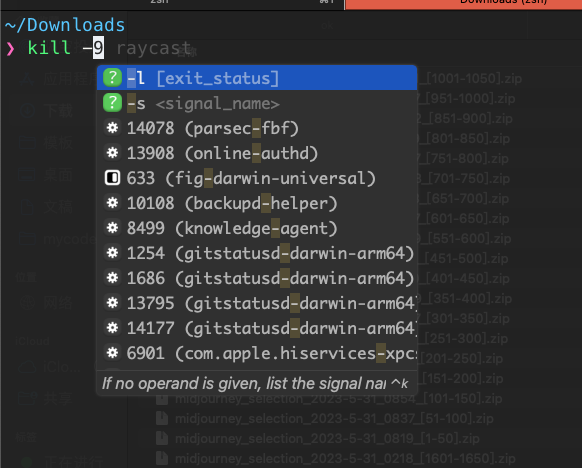 zsh
Downloads (zsh)
~/Downloads
❯ kill -9 raycast
-l [exit_status]
-s <signal_name>
14078 (parsec-fbf)
13908 (online-authd)
633 (fig-darwin-universal)
10108 (backupd-helper)
8499 (knowledge-agent)
1254 (gitstatusd-darwin-arm64)
1686 (gitstatusd-darwin-arm64)
13795 (gitstatusd-darwin-arm64
14177 (gitstatusd-darwin-arm64
6901 (com.apple.hiservices-xpc
If no operand is given, list the signal nar ^k
_[1001-1050].zip
_[951-1000].zip
_[851-900].zip
_[801-850].zip
_[751-800].zip
_[701-750].zip
_[651-700].zip
_[601-650].zip
_[551-600].zip
_[451-500].zip
_[401-450].zip
_[351-400].zip
_[301-350].zip
_[251-300].zip
_[201-250].zip
_[151-200].zip
midjourney_selection_2023-5-31_0854_[101-150].zip
midjourney_selection_2023-5-31_0837_[51-100].zip
midjourney_selection_2023-5-31_0819_[1-50].zip
midjourney_selection_2023-5-31_0218_[1601-1650].zip